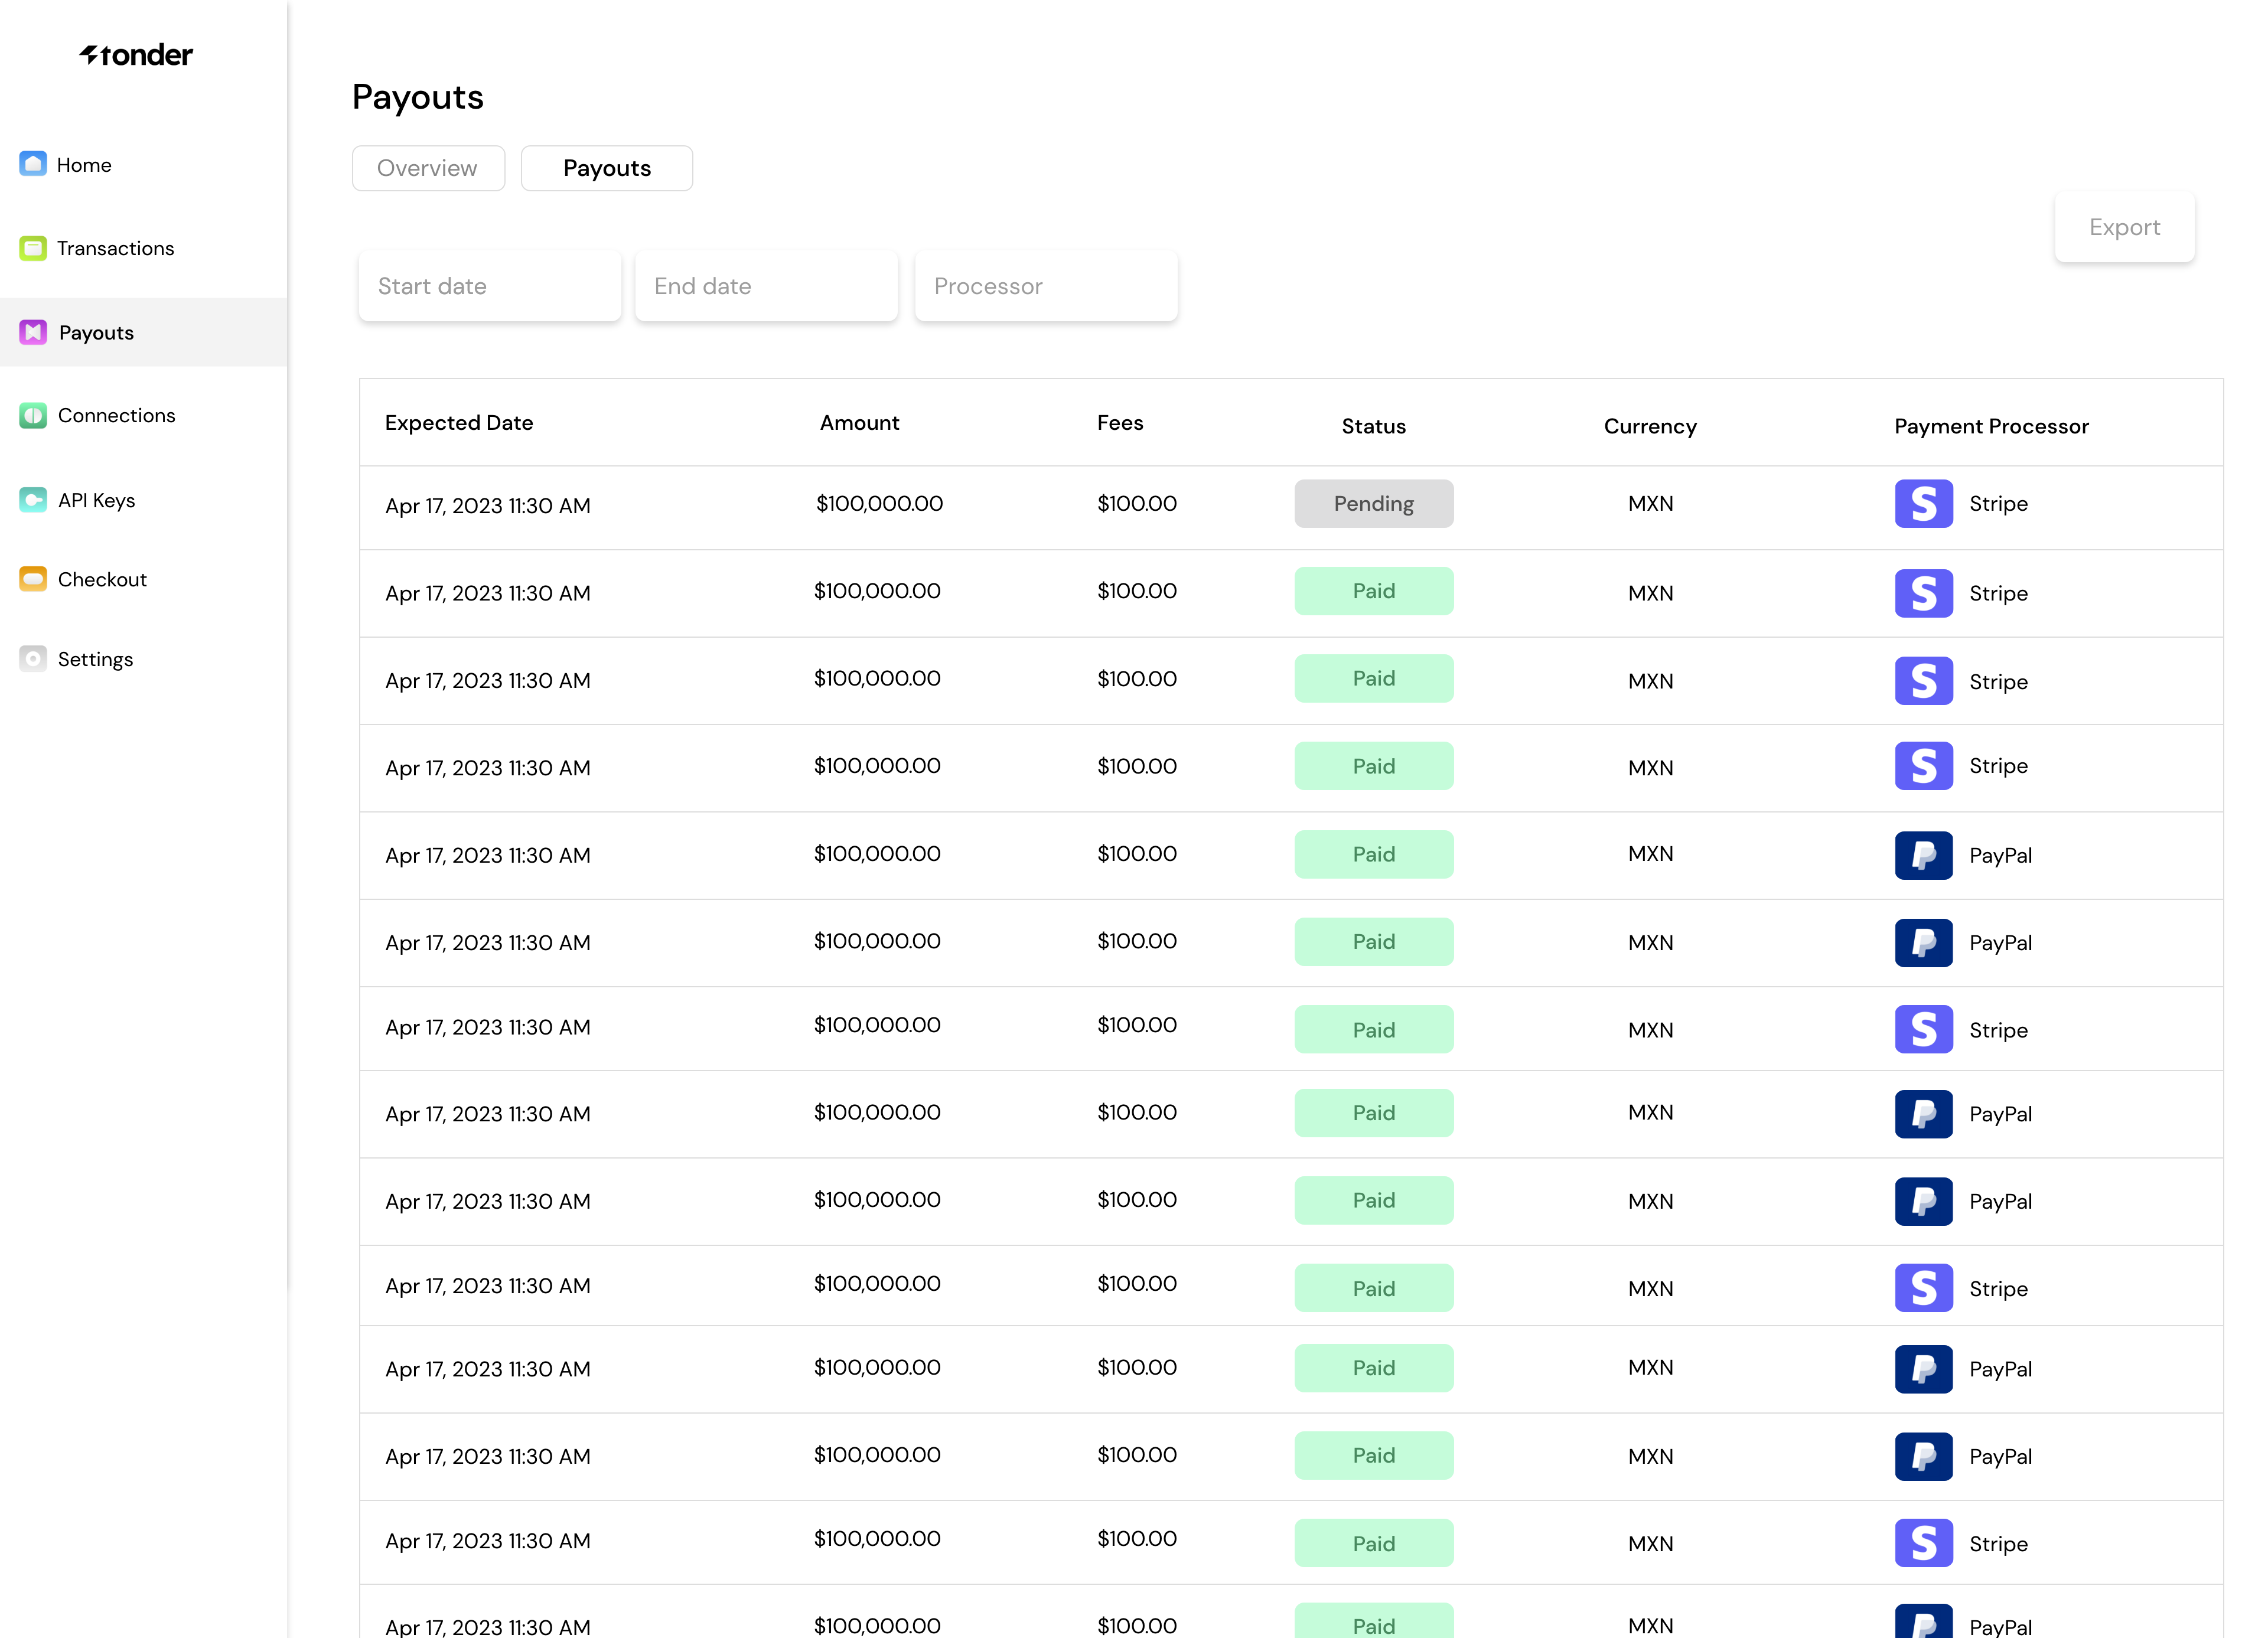 tonder
Home
Transactions
Payouts
Connections
API Keys
Checkout
Settings
Payouts
Overview Payouts
Export
Start date End date Processor
Expected Date Amount Fees Status Currency Payment Processor
Apr 17, 2023 11:30 AM $100,000.00 $100.00 Pending MXN Stripe
Apr 17, 2023 11:30 AM $100,000.00 $100.00 Paid MXN Stripe
Apr 17, 2023 11:30 AM $100,000.00 $100.00 Paid MXN Stripe
Apr 17, 2023 11:30 AM $100,000.00 $100.00 Paid MXN Stripe
Apr 17, 2023 11:30 AM $100,000.00 $100.00 Paid MXN PayPal
Apr 17, 2023 11:30 AM $100,000.00 $100.00 Paid MXN PayPal
Apr 17, 2023 11:30 AM $100,000.00 $100.00 Paid MXN Stripe
Apr 17, 2023 11:30 AM $100,000.00 $100.00 Paid MXN PayPal
Apr 17, 2023 11:30 AM $100,000.00 $100.00 Paid MXN PayPal
Apr 17, 2023 11:30 AM $100,000.00 $100.00 Paid MXN Stripe
Apr 17, 2023 11:30 AM $100,000.00 $100.00 Paid MXN PayPal
Apr 17, 2023 11:30 AM $100,000.00 $100.00 Paid MXN PayPal
Apr 17, 2023 11:30 AM $100,000.00 $100.00 Paid MXN Stripe
Apr 17, 2023 11:30 AM $100,000.00 $100.00 Paid MXN PayPal